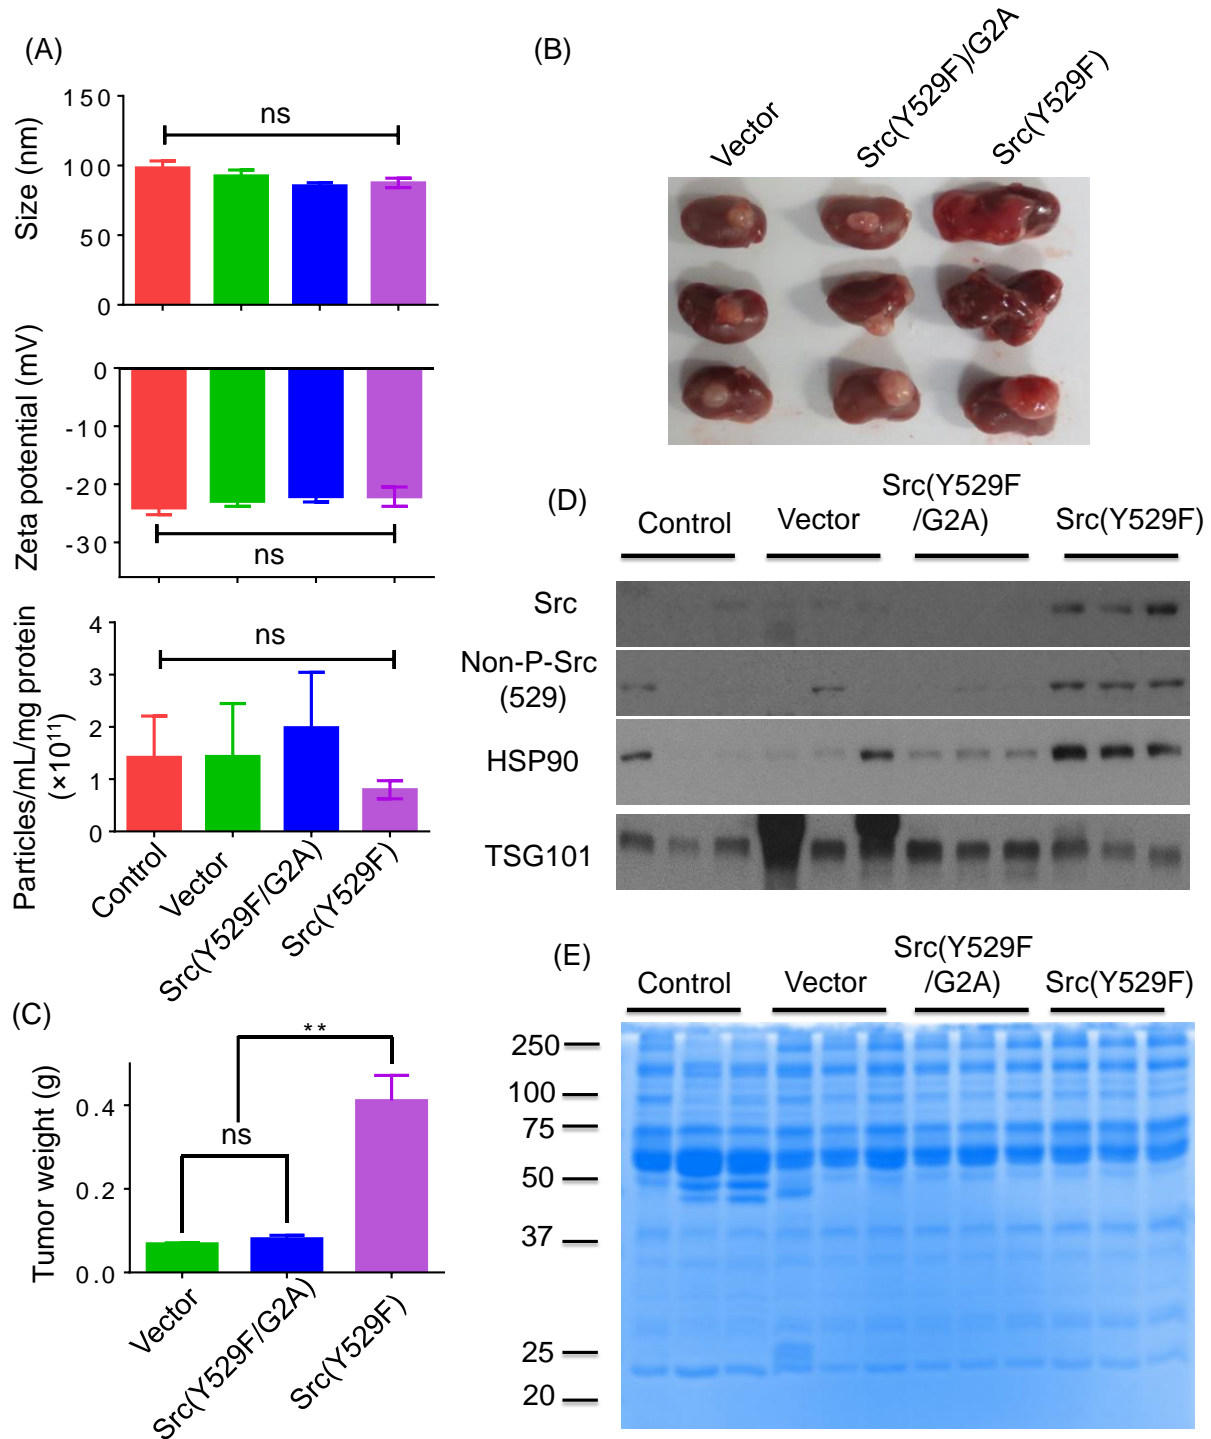 (A)
150
100
50
0
Size (nm)
ns
0
-10
-20
-30
Zeta potential (mV)
ns
4
3
2
1
0
Particles/mL/mg protein
(×10¹¹)
ns
Control
Vector
Src(Y529F/G2A)
Src(Y529F)
(B)
Vector
Src(Y529F)/G2A
Src(Y529F)
(C)
Tumor weight (g)
0.4
0.2
0.0
ns
**
Vector
Src(Y529F/G2A)
Src(Y529F)
(D)
Control
Vector
Src(Y529F
/G2A)
Src(Y529F)
Src
Non-P-Src
(529)
HSP90
TSG101
(E)
Control
Vector
Src(Y529F
/G2A)
Src(Y529F)
250
100
75
50
37
25
20